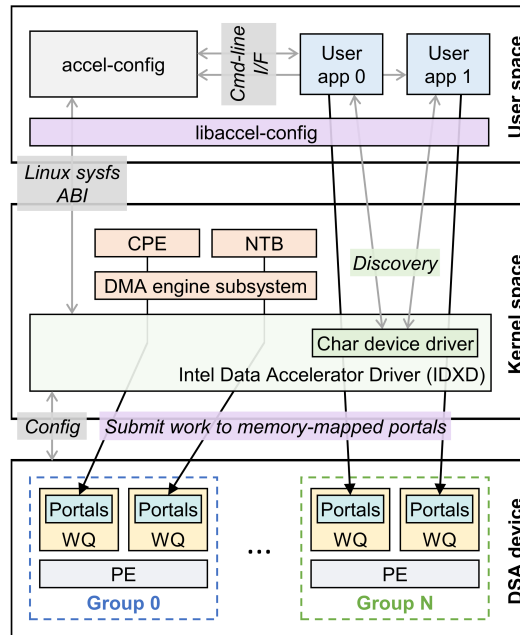 accel-config
Cmd-line
I/F
User
app 0
User
app 1
User space
libaccel-config
Linux sysfs
ABI
CPE
NTB
DMA engine subsystem
Discovery
Kernel space
Char device driver
Intel Data Accelerator Driver (IDXD)
Config
Submit work to memory-mapped portals
Portals
WQ
Portals
WQ
PE
Group 0
...
Portals
WQ
Portals
WQ
PE
Group N
DSA device